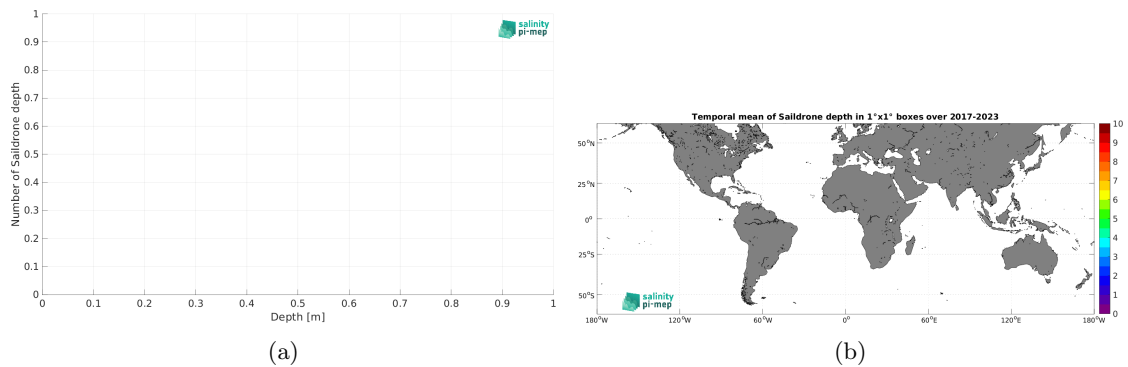 1
0.9
0.8
0.7
0.6
0.5
0.4
0.3
0.2
0.1
0
Number of Saildrone depth
0 0.1 0.2 0.3 0.4 0.5 0.6 0.7 0.8 0.9 1
Depth [m]
salinity
pi-mep
(a)
Temporal mean of Saildrone depth in 1°x1° boxes over 2017-2023
50°N
25°N
0°
25°S
50°S
180°W 120°W 60°W 0° 60°E 120°E 180°W
salinity
pi-mep
10
9
8
7
6
5
4
3
2
1
0
(b)